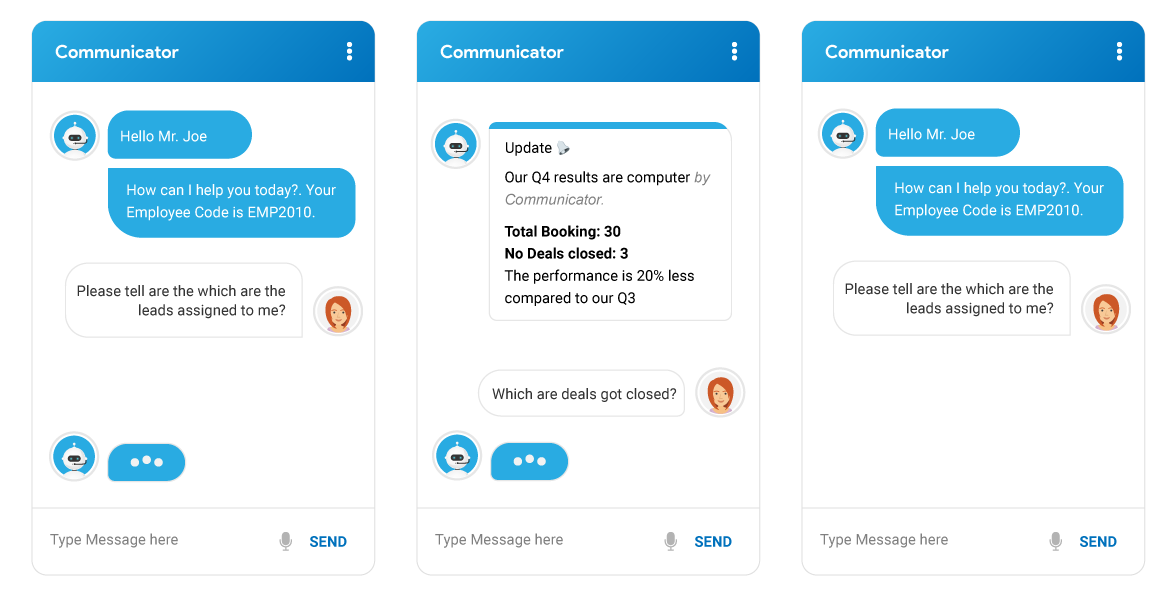 Communicator
Hello Mr. Joe
How can I help you today?. Your
Employee Code is EMP2010.
Please tell are the which are the
leads assigned to me?
Type Message here
SEND
Communicator
Update
Our Q4 results are computer by
Communicator.
Total Booking: 30
No Deals closed: 3
The performance is 20% less
compared to our Q3
Which are deals got closed?
Type Message here
SEND
Communicator
Hello Mr. Joe
How can I help you today?. Your
Employee Code is EMP2010.
Please tell are the which are the
leads assigned to me?
Type Message here
SEND